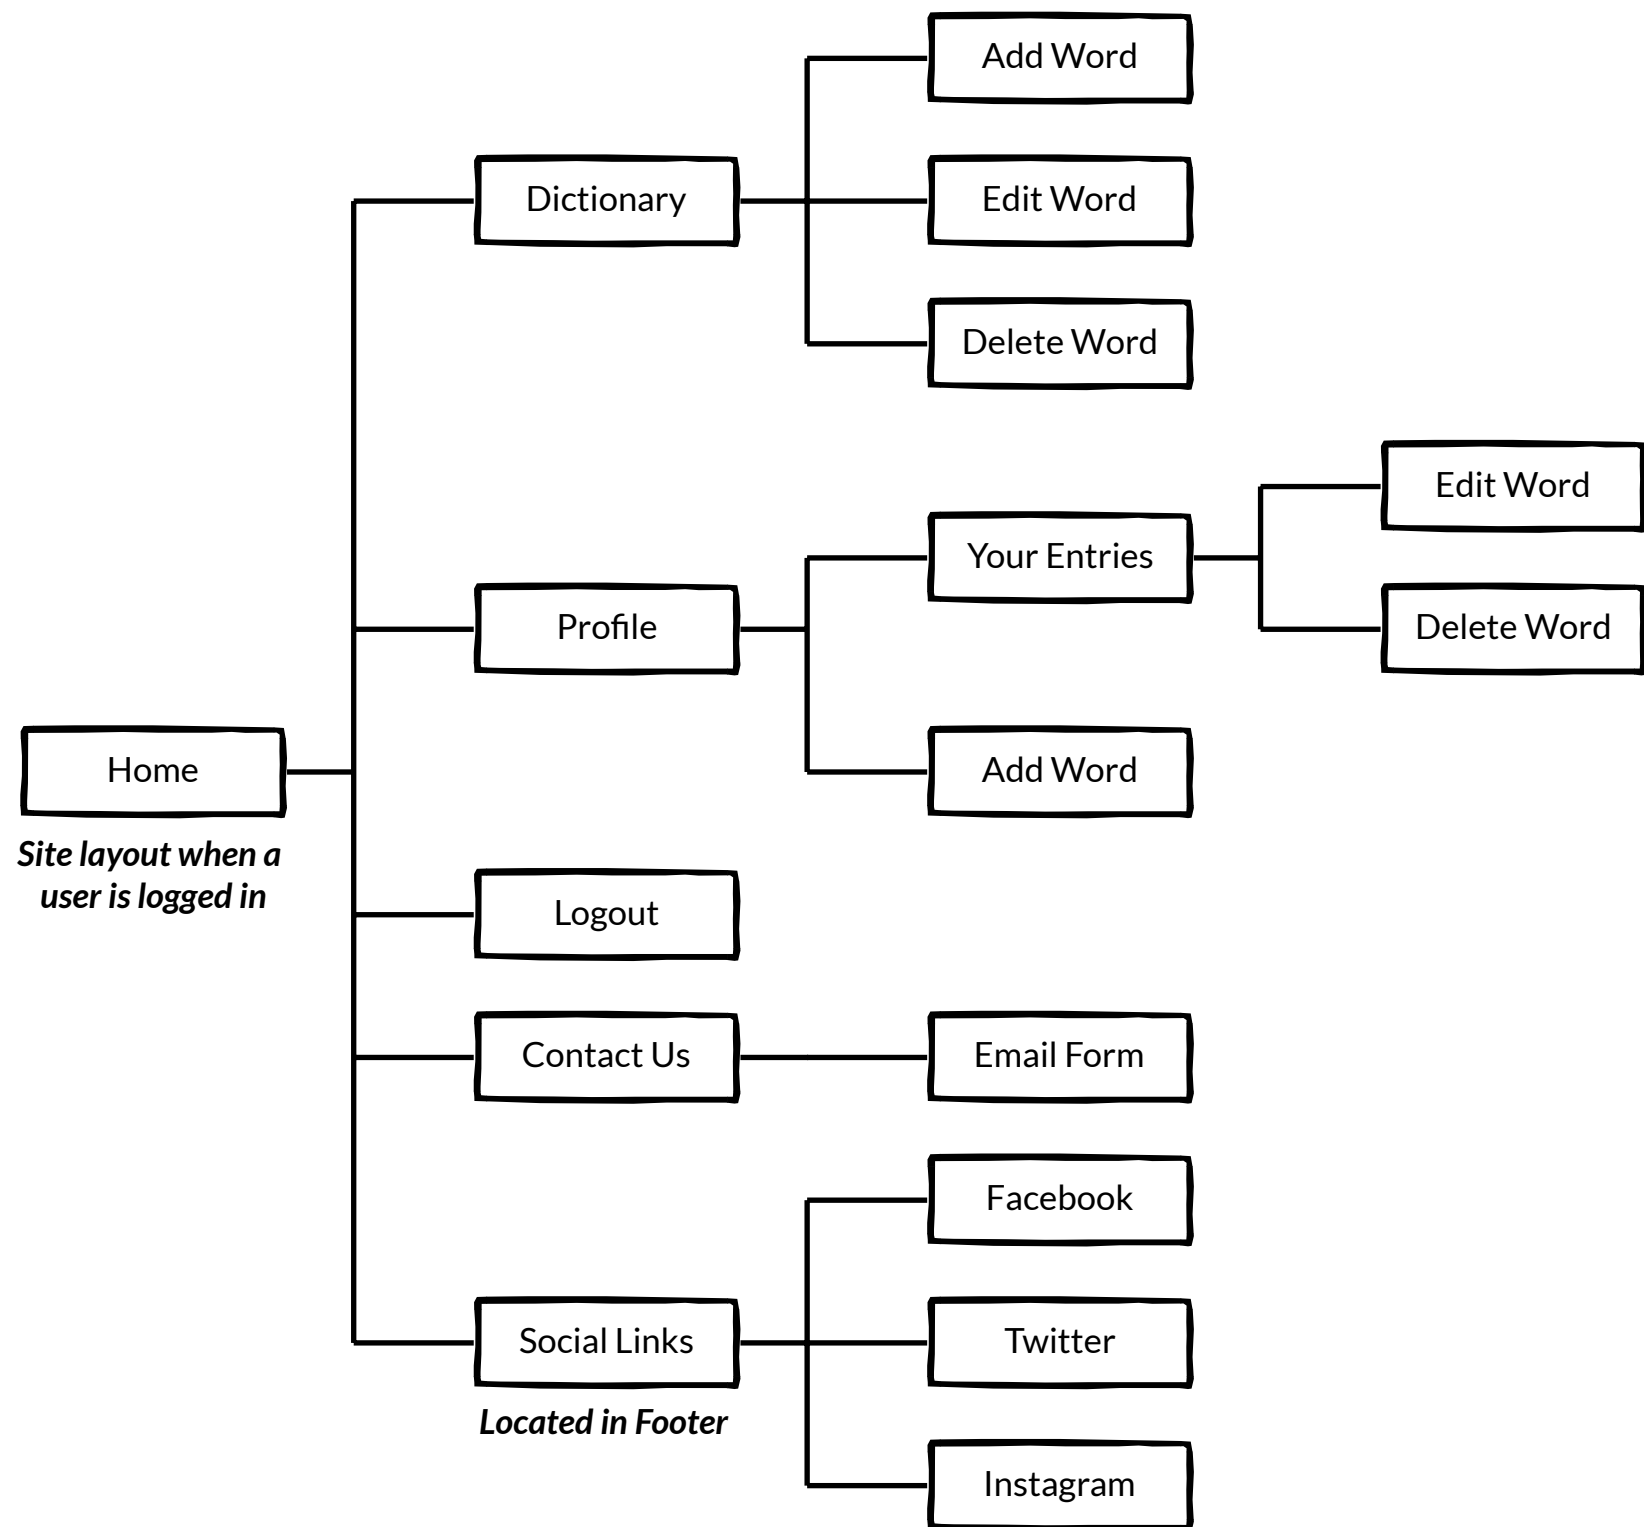 Add Word
Dictionary
Edit Word
Delete Word
Edit Word
Your Entries
Profile
Delete Word
Home
Add Word
Site layout when a
user is logged in
Logout
Contact Us
Email Form
Facebook
Social Links
Twitter
Located in Footer
Instagram